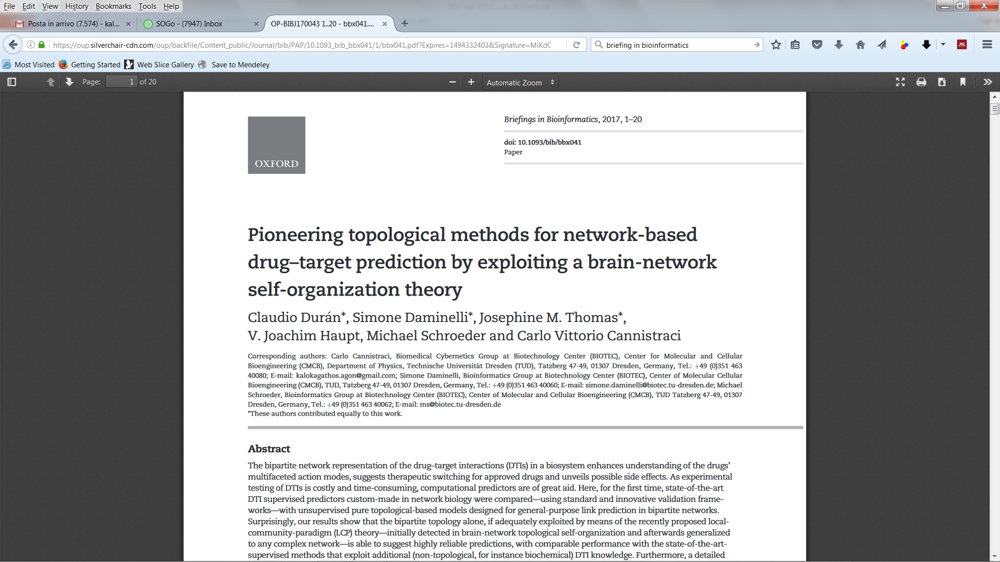 File Edit View History Bookmarks Tools Help
Posta in arrivo (7.574) - kal...
SOGo - (7947) Inbox
OP-BIBJ170043 1..20 - bbx041....
https://oup.silverchair-cdn.com/oup/backfile/Content_public/Journal/bib/PAP/10.1093_bib_bbx041/1/bbx041.pdf?Expires=1494332403&Signature=MiKdC
briefing in bioinformatics
Most Visited Getting Started Web Slice Gallery Save to Mendeley
Page: 1 of 20
Automatic Zoom
OXFORD
Briefings in Bioinformatics, 2017, 1–20
doi: 10.1093/bib/bbx041
Paper
Pioneering topological methods for network-based
drug–target prediction by exploiting a brain-network
self-organization theory
Claudio Durán*, Simone Daminelli*, Josephine M. Thomas*,
V. Joachim Haupt, Michael Schroeder and Carlo Vittorio Cannistraci
Corresponding authors: Carlo Cannistraci, Biomedical Cybernetics Group at Biotechnology Center (BIOTEC), Center for Molecular and Cellular
Bioengineering (CMCB), Department of Physics, Technische Universität Dresden (TUD), Tatzberg 47-49, 01307 Dresden, Germany, Tel.: +49 (0)351 463
40080; E-mail: kalokagathos.agon@gmail.com; Simone Daminelli, Bioinformatics Group at Biotechnology Center (BIOTEC), Center of Molecular Cellular
Bioengineering (CMCB), TUD, Tatzberg 47-49, 01307 Dresden, Germany, Tel.: +49 (0)351 463 40060; E-mail: simone.daminelli@biotec.tu-dresden.de; Michael
Schroeder, Bioinformatics Group at Biotechnology Center (BIOTEC), Center of Molecular and Cellular Bioengineering (CMCB), TUD Tatzberg 47-49, 01307
Dresden, Germany, Tel.: +49 (0)351 463 40062; E-mail: ms@biotec.tu-dresden.de
*These authors contributed equally to this work.
Abstract
The bipartite network representation of the drug–target interactions (DTIs) in a biosystem enhances understanding of the drugs’
multifaceted action modes, suggests therapeutic switching for approved drugs and unveils possible side effects. As experimental
testing of DTIs is costly and time-consuming, computational predictors are of great aid. Here, for the first time, state-of-the-art
DTI supervised predictors custom-made in network biology were compared—using standard and innovative validation frame-
works—with unsupervised pure topological-based models designed for general-purpose link prediction in bipartite networks.
Surprisingly, our results show that the bipartite topology alone, if adequately exploited by means of the recently proposed local-
community-paradigm (LCP) theory—initially detected in brain-network topological self-organization and afterwards generalized
to any complex network—is able to suggest highly reliable predictions, with comparable performance with the state-of-the-art-
supervised methods that exploit additional (non-topological, for instance biochemical) DTI knowledge. Furthermore, a detailed